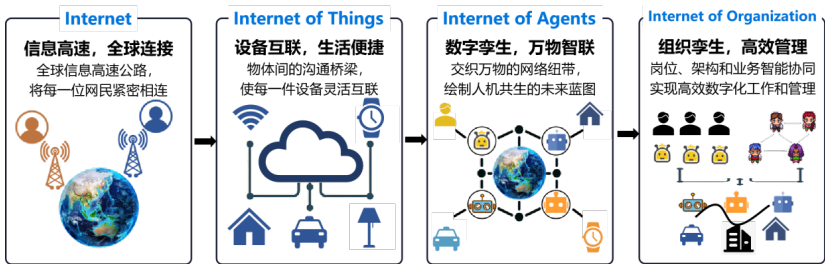 Internet
信息高速，全球连接
全球信息高速公路，
将每一位网民紧密相连
Internet of Things
设备互联，生活便捷
物体间的沟通桥梁，
使每一件设备灵活互联
Internet of Agents
数字孪生，万物智联
交织万物的网络纽带，
绘制人机共生的未来蓝图
Internet of Organization
组织孪生，高效管理
岗位、架构和业务智能协同
实现高效数字化工作和管理